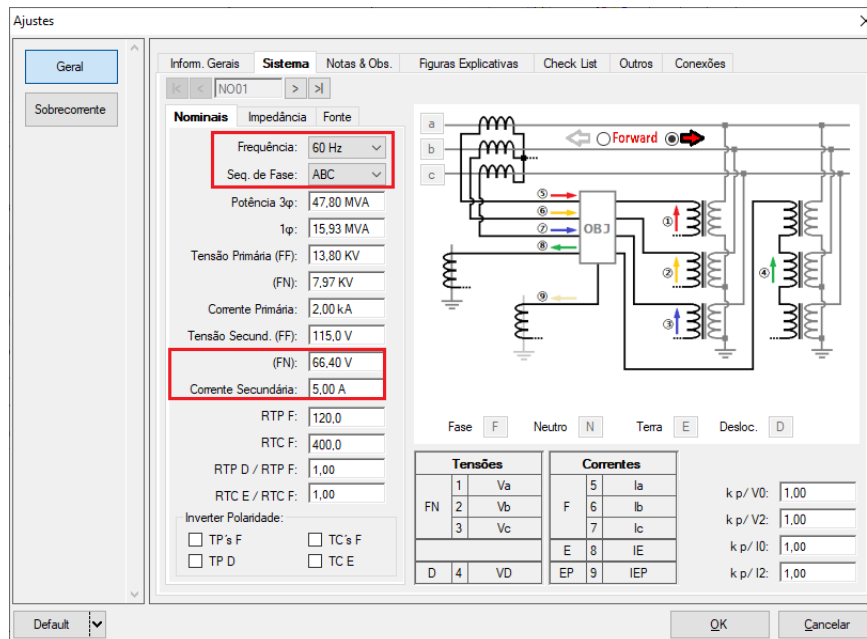 Ajustes
Geral
Sobrecorrente
Inform. Gerais Sistema Notas & Obs. Figuras Explicativas Check List Outros Conexões
|< < NO01 > >|
Nominais Impedância Fonte
Frequência: 60 Hz
Seq. de Fase: ABC
Potência 3φ: 47,80 MVA
1φ: 15,93 MVA
Tensão Primária (FF): 13,80 KV
(FN): 7,97 KV
Corrente Primária: 2,00 kA
Tensão Secund. (FF): 115,0 V
(FN): 66,40 V
Corrente Secundária: 5,00 A
RTP F: 120,0
RTC F: 400,0
RTP D / RTP F: 1,00
RTC E / RTC F: 1,00
Inverter Polaridade:
TP´s F TC´s F
TP D TC E
a
b
c
Forward
⑤
⑥
⑦
⑧
OBJ
①
②
③
④
⑨
Fase F Neutro N Terra E Desloc. D
Tensões Correntes
FN 1 Va F 5 Ia
2 Vb 6 Ib
3 Vc 7 Ic
E 8 IE
D 4 VD EP 9 IEP
k p/ V0: 1,00
k p/ V2: 1,00
k p/ I0: 1,00
k p/ I2: 1,00
Default OK Cancelar